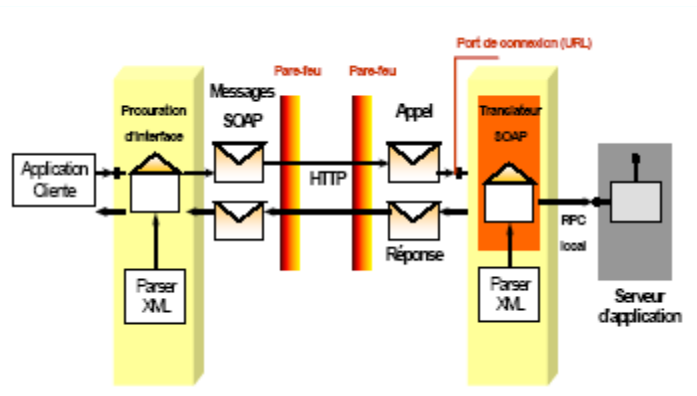 Port de connexion (URL)
Pare-feu
Pare-feu
Messages
SOAP
Appel
Procuration
d'Interface
Translateur
SOAP
Application
Cliente
HTTP
RPC
local
Réponse
Parser
XML
Parser
XML
Serveur
d'application